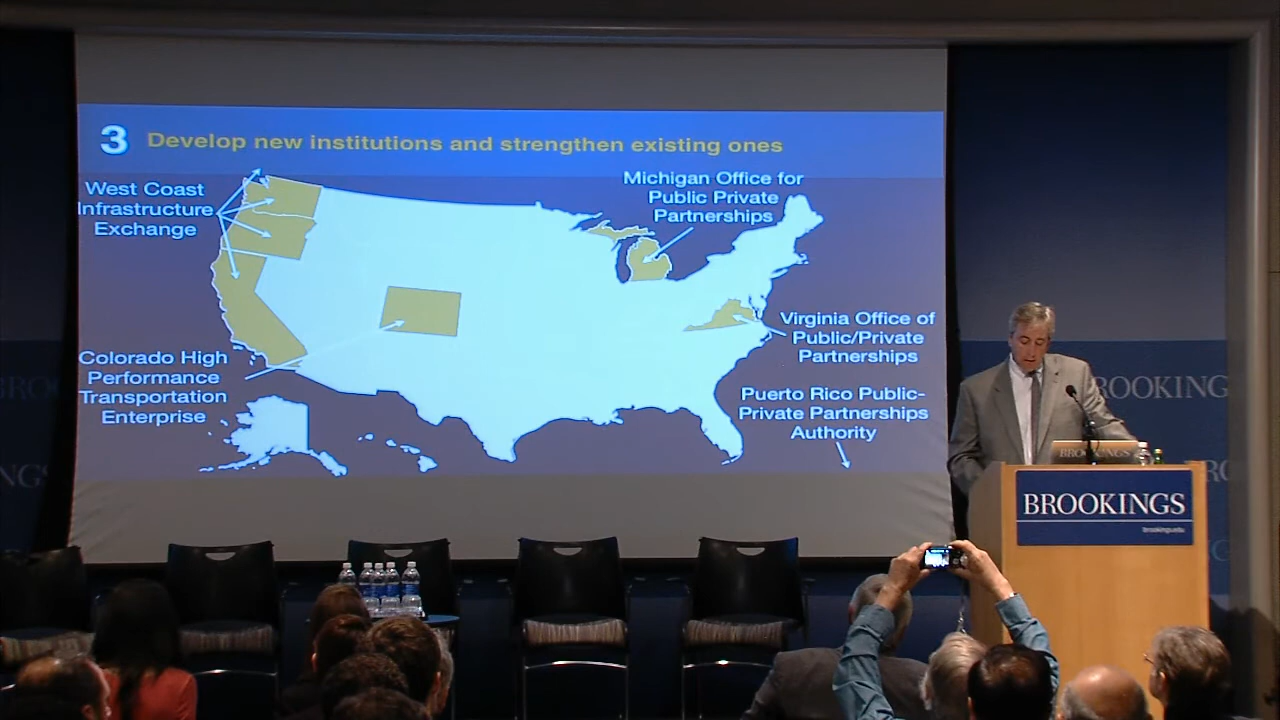 3 Develop new institutions and strengthen existing ones
West Coast
Infrastructure
Exchange
Michigan Office for
Public Private
Partnerships
Colorado High
Performance
Transportation
Enterprise
Virginia Office of
Public/Private
Partnerships
Puerto Rico Public-
Private Partnerships
Authority
BROOKINGS
BROOKINGS
brookings.edu